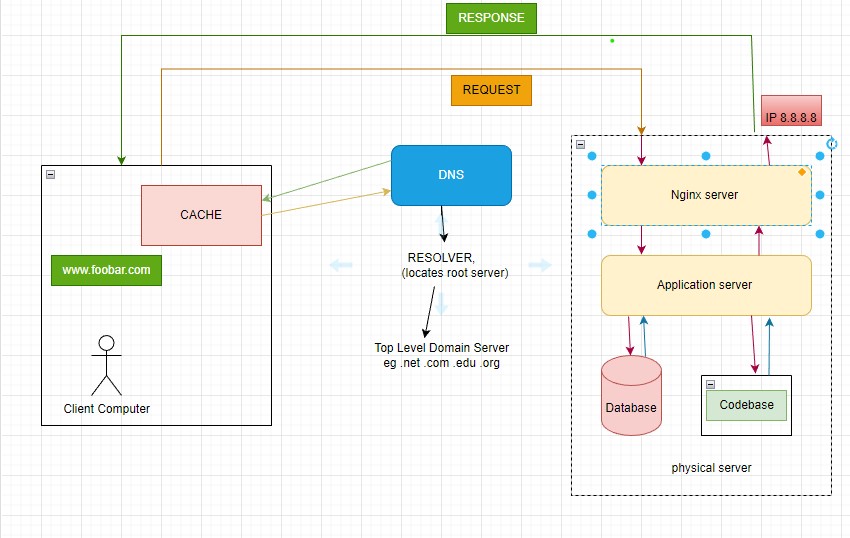 RESPONSE
REQUEST
IP 8.8.8.8
DNS
CACHE
Nginx server
www.foobar.com
RESOLVER,
(locates root server)
Application server
Top Level Domain Server
eg .net .com .edu .org
Client Computer
Database
Codebase
physical server